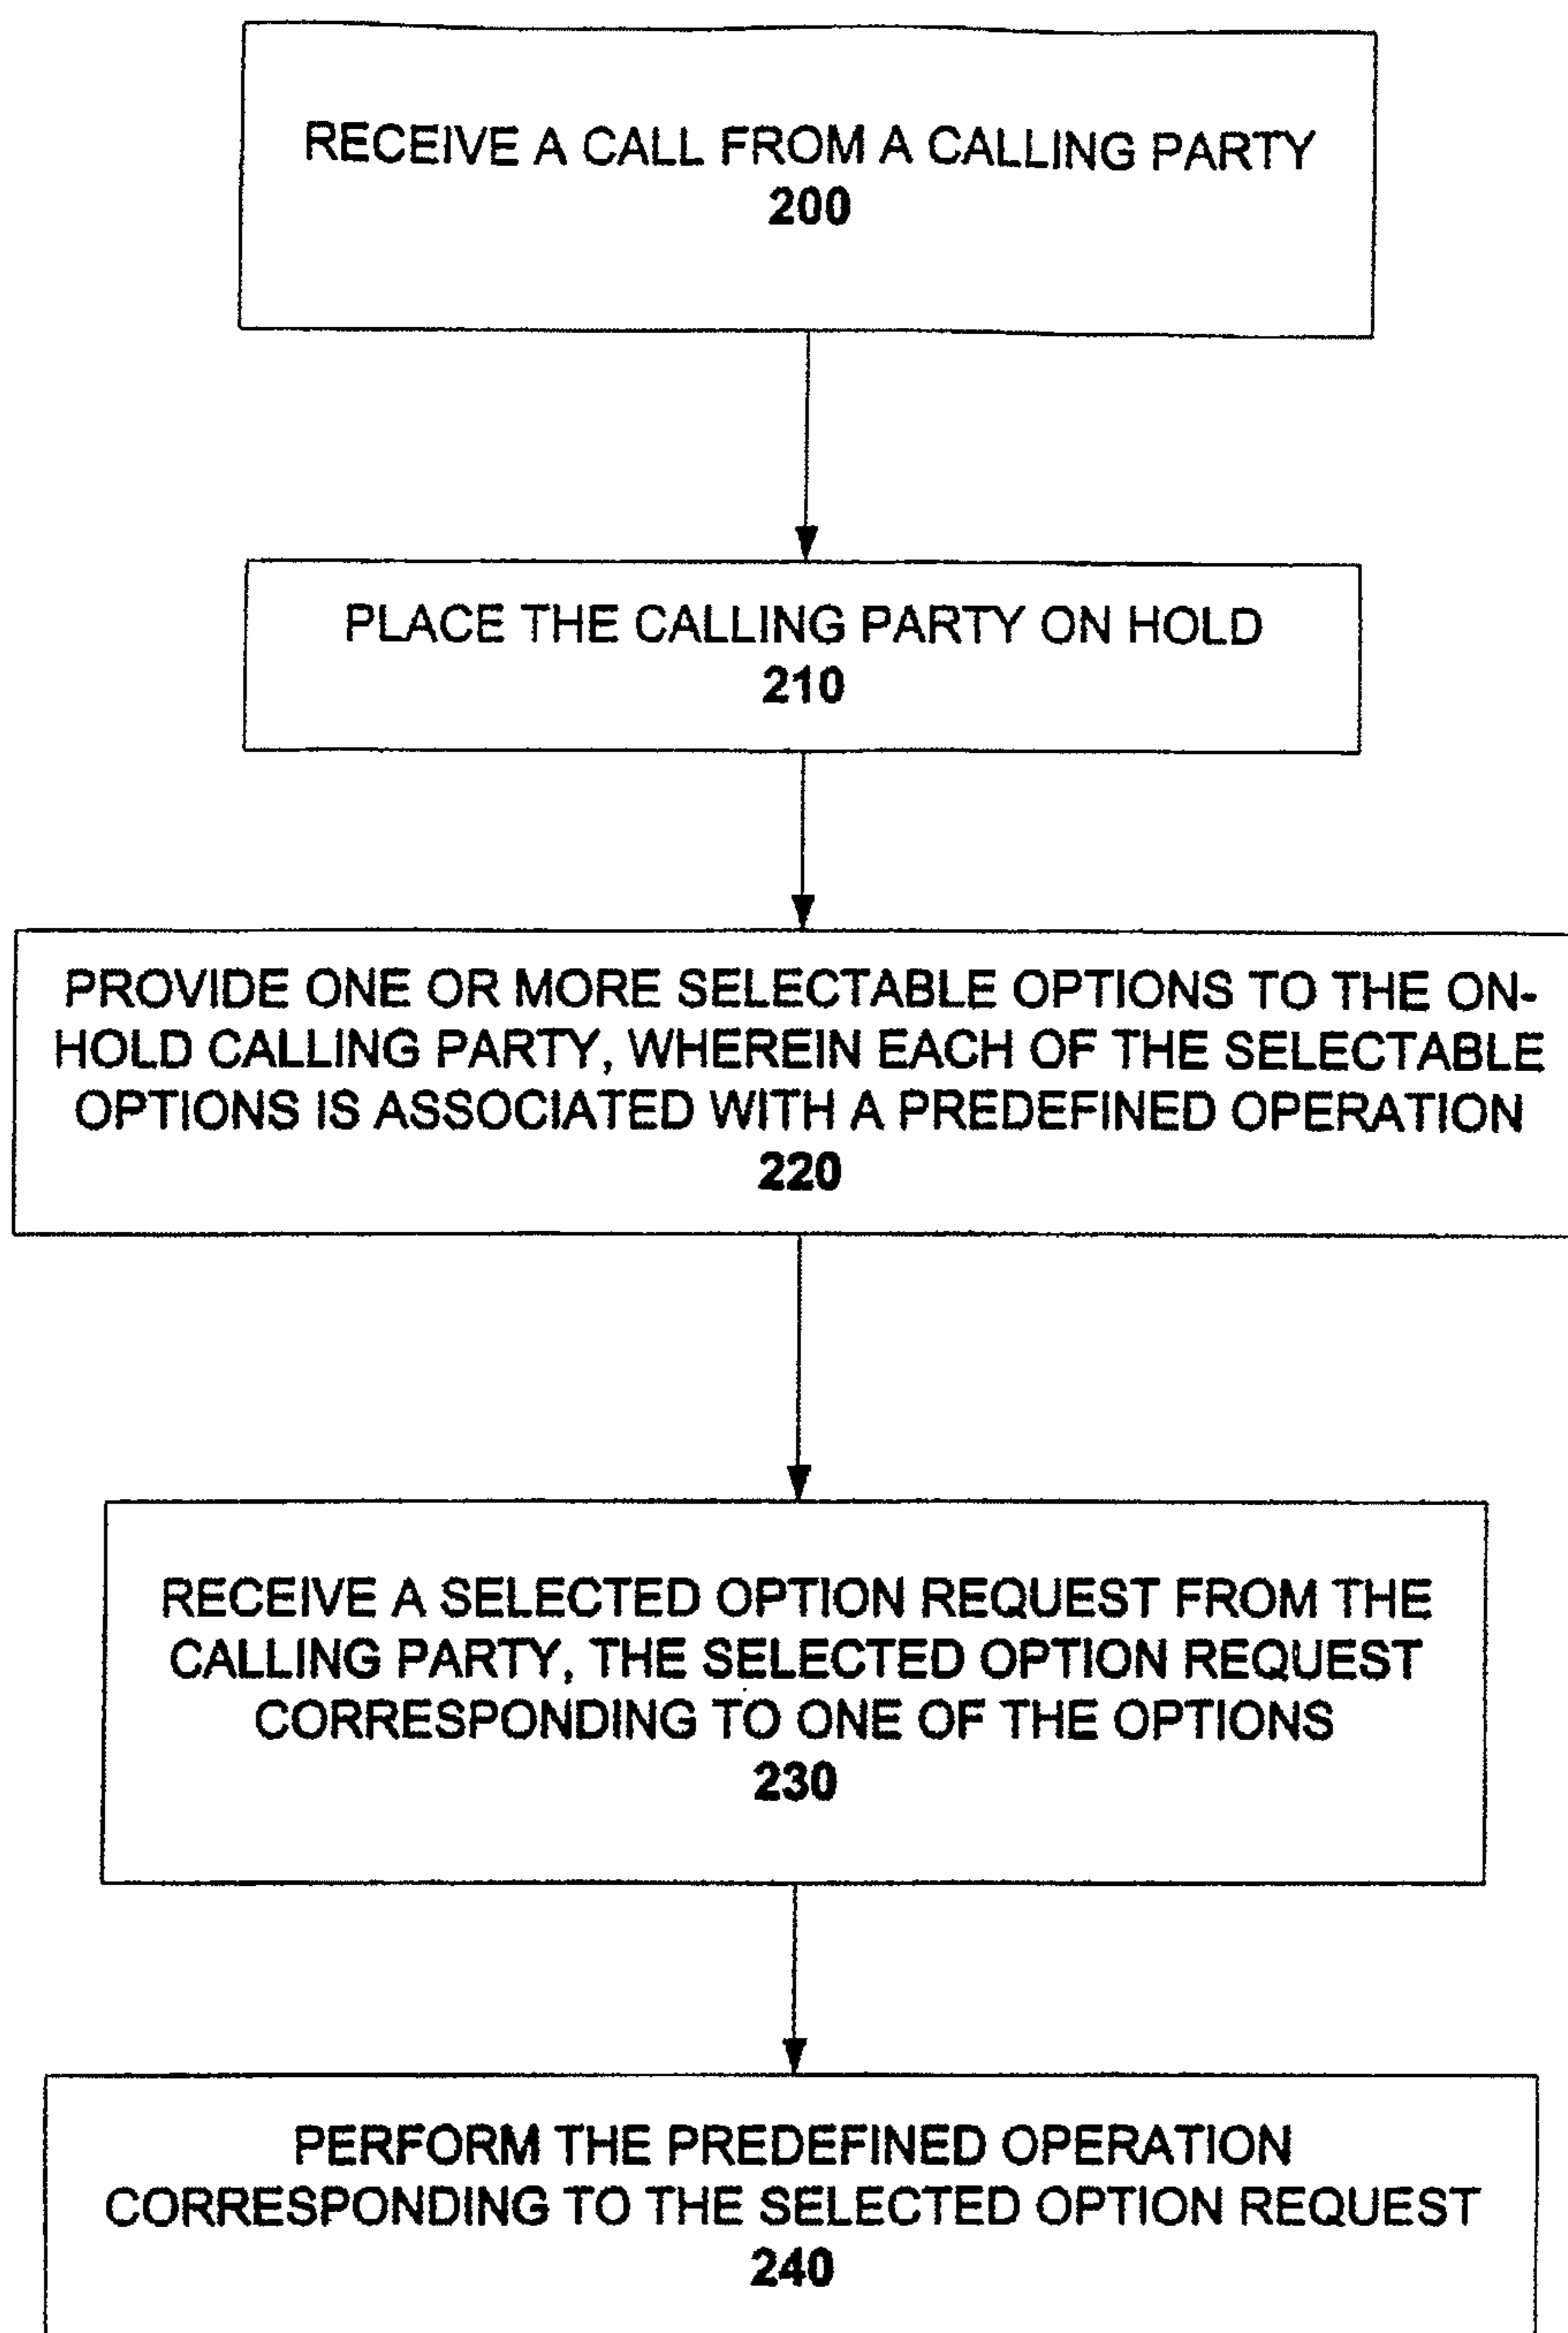 RECEIVE A CALL FROM A CALLING PARTY
200
PLACE THE CALLING PARTY ON HOLD
210
PROVIDE ONE OR MORE SELECTABLE OPTIONS TO THE ON-
HOLD CALLING PARTY, WHEREIN EACH OF THE SELECTABLE
OPTIONS IS ASSOCIATED WITH A PREDEFINED OPERATION
220
RECEIVE A SELECTED OPTION REQUEST FROM THE
CALLING PARTY, THE SELECTED OPTION REQUEST
CORRESPONDING TO ONE OF THE OPTIONS
230
PERFORM THE PREDEFINED OPERATION
CORRESPONDING TO THE SELECTED OPTION REQUEST
240